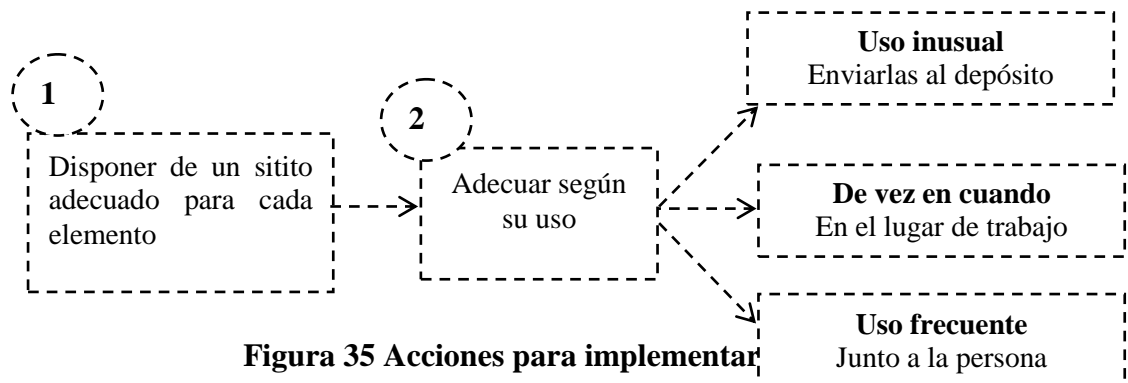 1
Disponer de un sitito
adecuado para cada
elemento
2
Adecuar según
su uso
Uso inusual
Enviarlas al depósito
De vez en cuando
En el lugar de trabajo
Uso frecuente
Junto a la persona
Figura 35 Acciones para implementar